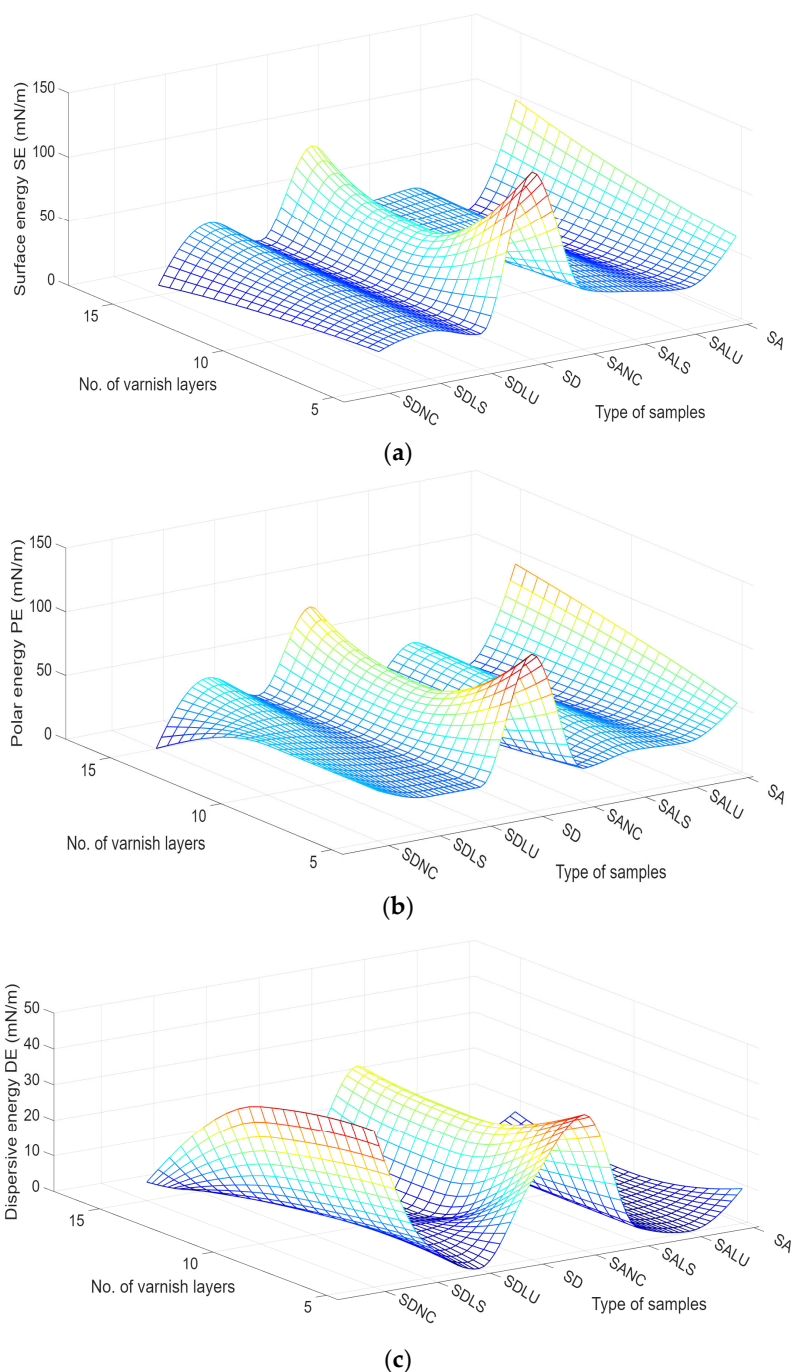 Surface energy SE (mN/m)
150
100
50
0
15
10
5
No. of varnish layers
SDNC
SDLS
SDLU
SD
SANC
SALS
SALU
SA
Type of samples
(a)
Polar energy PE (mN/m)
150
100
50
0
15
10
5
No. of varnish layers
SDNC
SDLS
SDLU
SD
SANC
SALS
SALU
SA
Type of samples
(b)
Dispersive energy DE (mN/m)
50
40
30
20
10
0
15
10
5
No. of varnish layers
SDNC
SDLS
SDLU
SD
SANC
SALS
SALU
SA
Type of samples
(c)